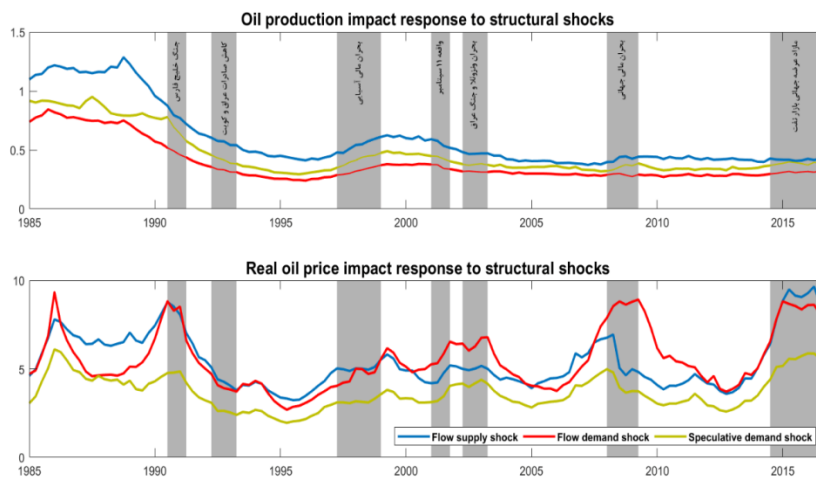 Oil production impact response to structural shocks
1.5
1
0.5
0
جنگ خلیج فارس
کاهش صادرات عراق و کویت
بحران مالی آسیایی
واقعه ۱۱ سپتامبر
بحران ونزوئلا و جنگ عراق
بحران مالی جهانی
مازاد عرضه جهانی بازار نفت
1985 1990 1995 2000 2005 2010 2015
Real oil price impact response to structural shocks
10
5
0
Flow supply shock Flow demand shock Speculative demand shock
1985 1990 1995 2000 2005 2010 2015